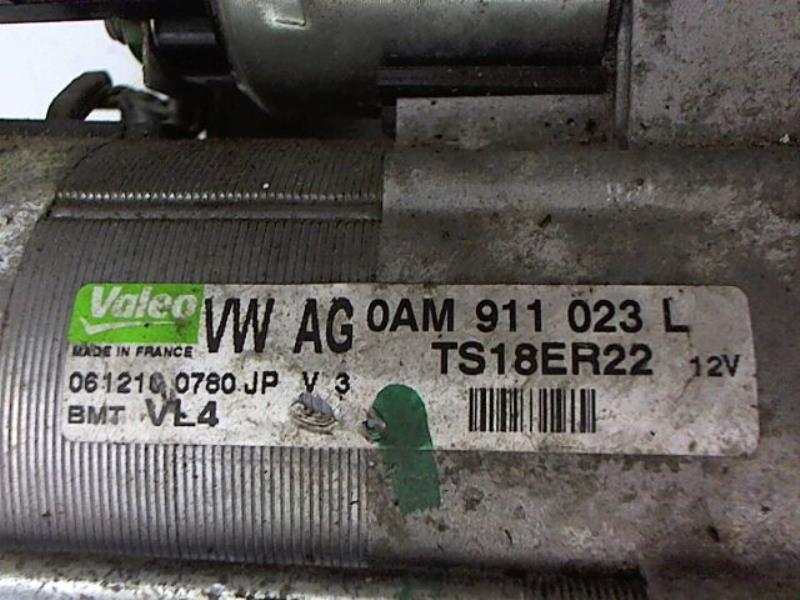 Valeo VW AG 0AM 911 023 L
MADE IN FRANCE TS18ER22 12V
061210 0780 JP V 3
BMT VL4